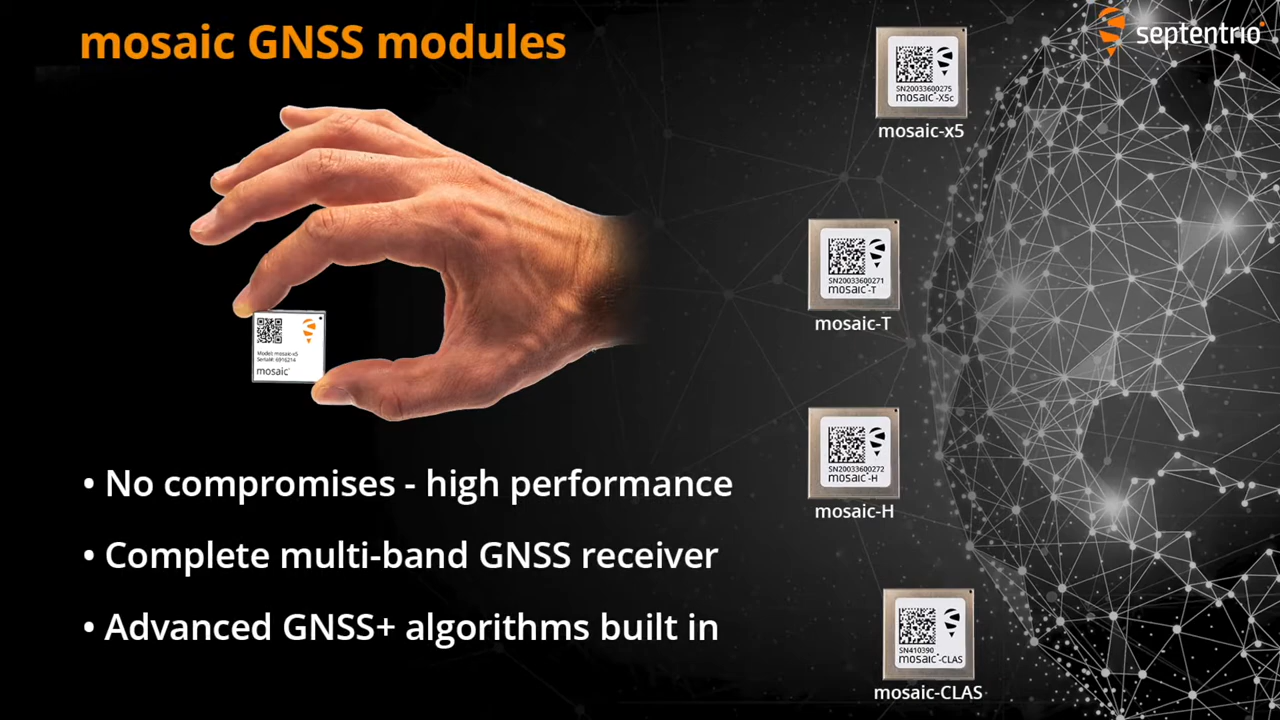 mosaic GNSS modules
septentrio
SN20033600275
mosaic-X5c
mosaic-x5
SN20033600271
mosaic-T
mosaic-T
Model: mosaic-x5
Serial#: 6916214
mosaic
SN20033600272
mosaic-H
mosaic-H
• No compromises - high performance
• Complete multi-band GNSS receiver
• Advanced GNSS+ algorithms built in
SN410390
mosaic-CLAS
mosaic-CLAS